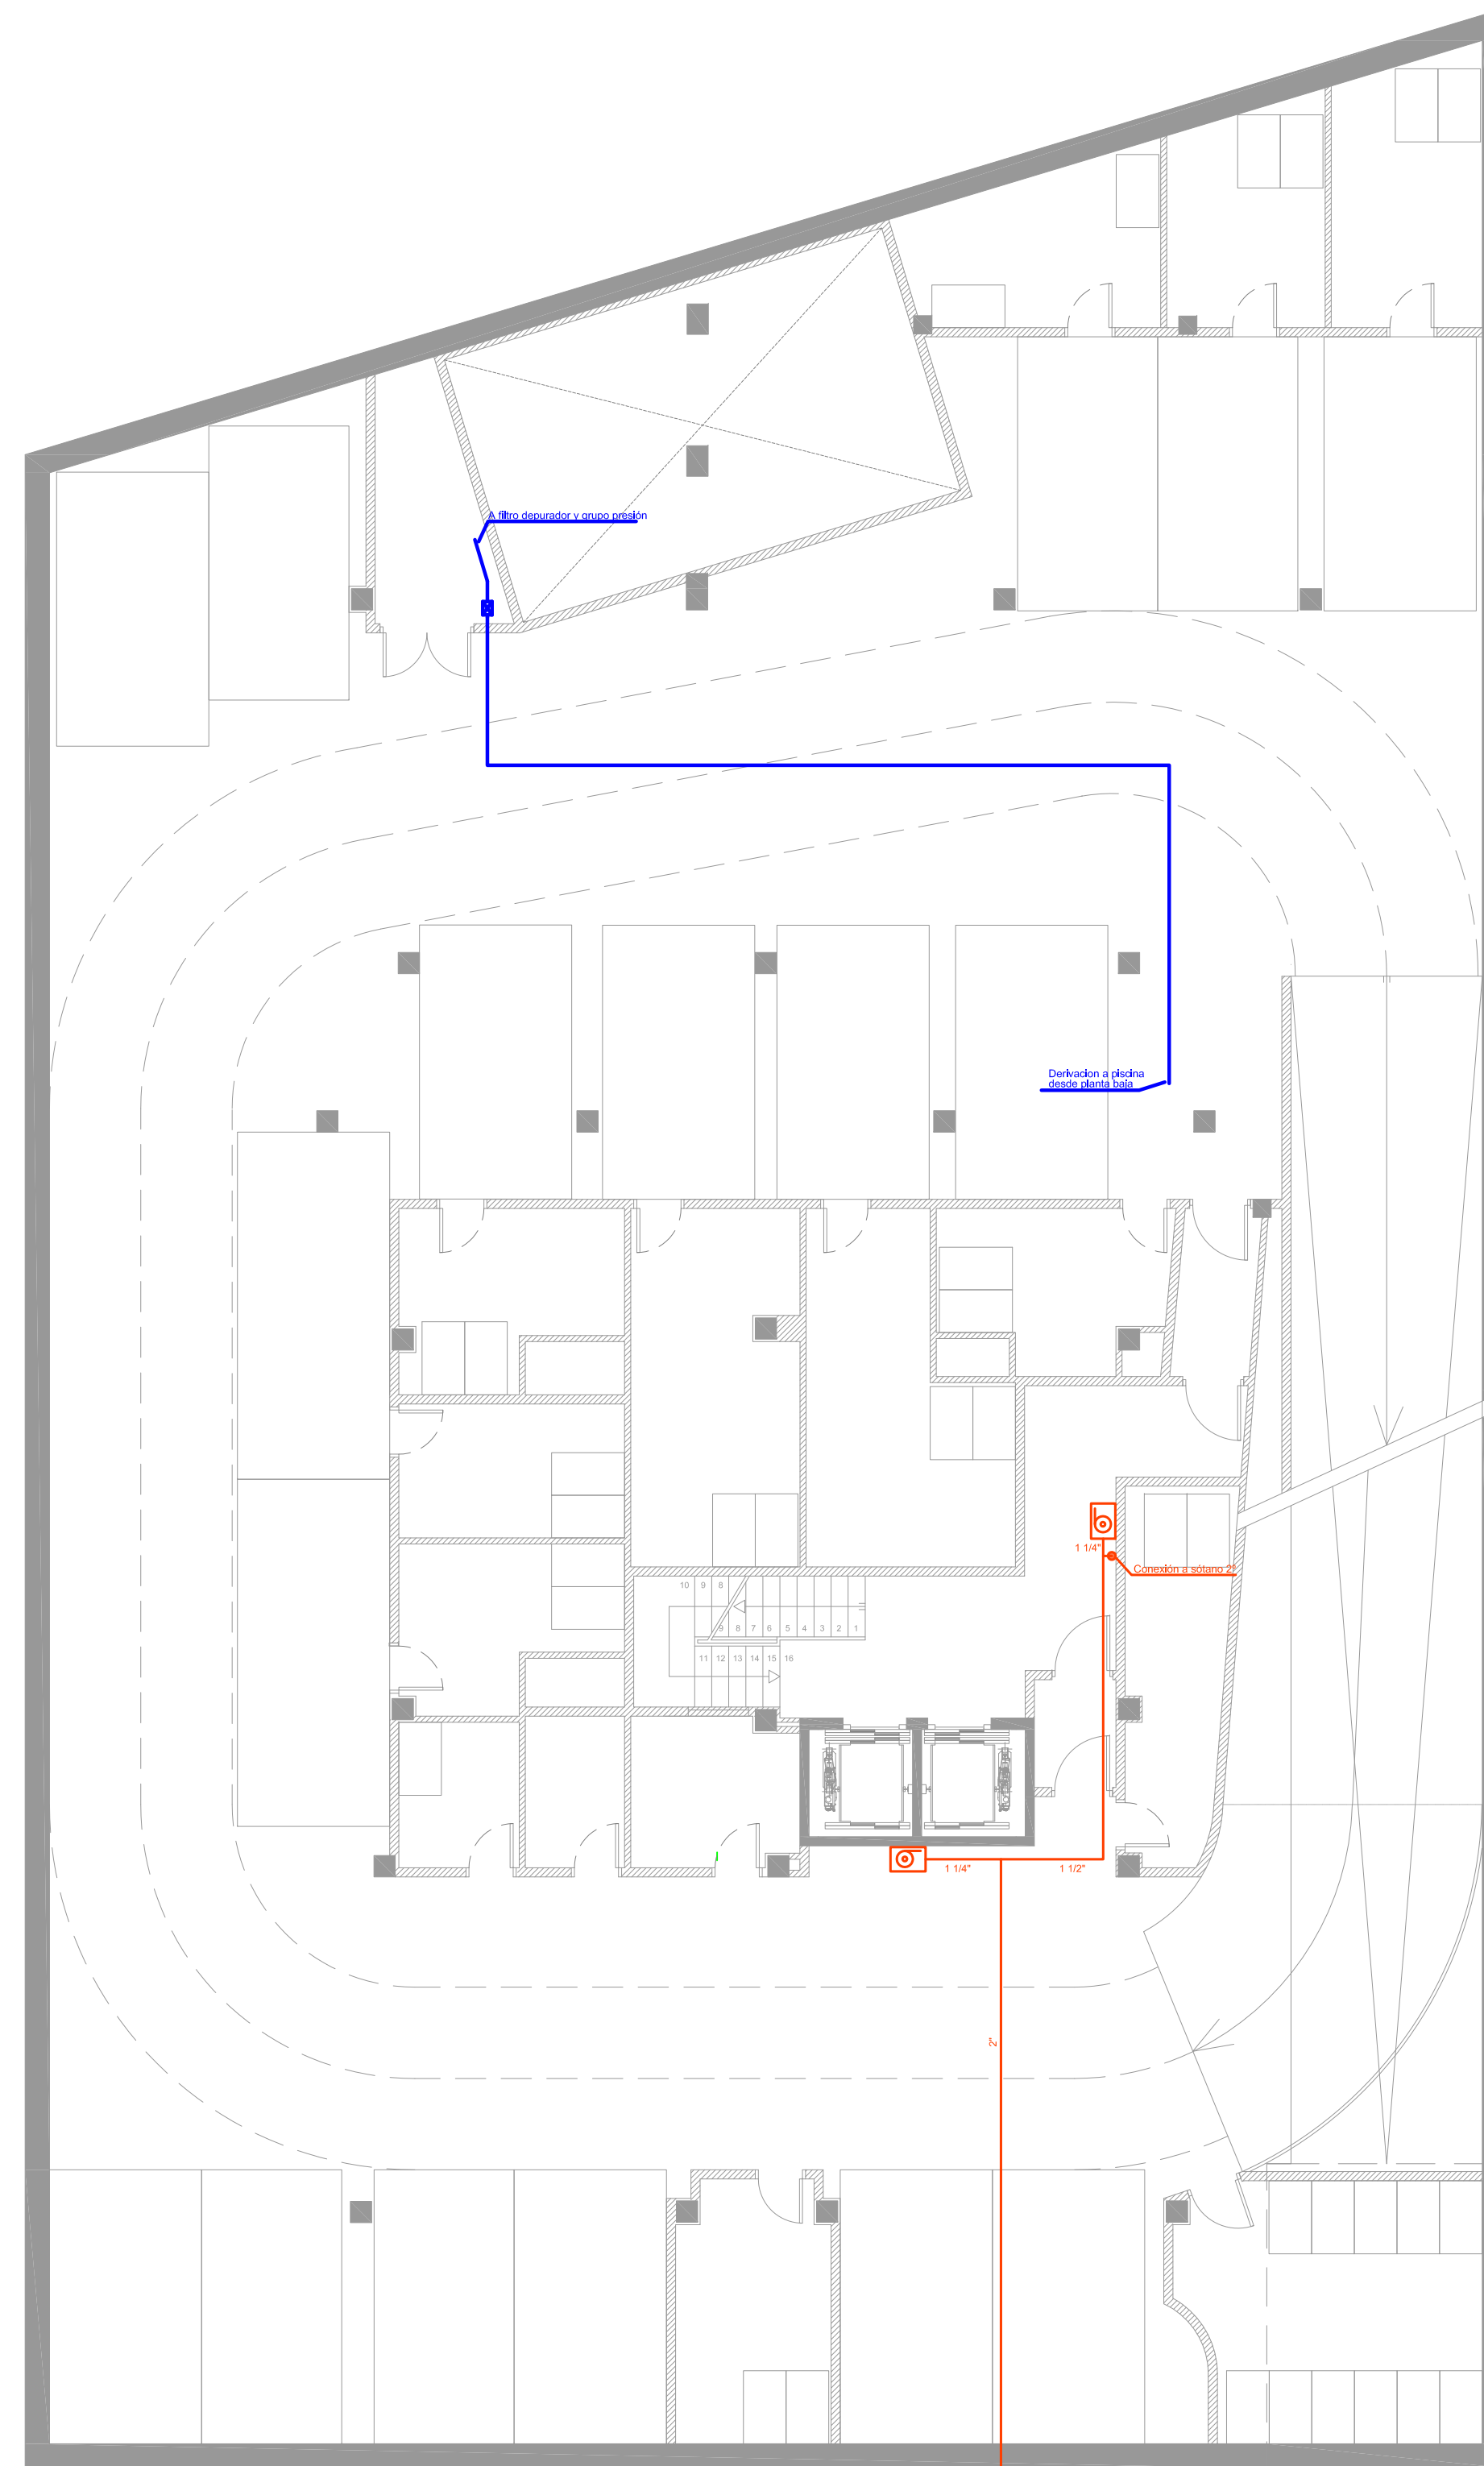 A filtro depurador y grupo presión
Derivacion a piscina
desde planta baja
1 1/4"
Conexión a sótano 2º
10 9 8
9 8 7 6 5 4 3 2 1
11 12 13 14 15 16
1 1/4"
1 1/2"
2"